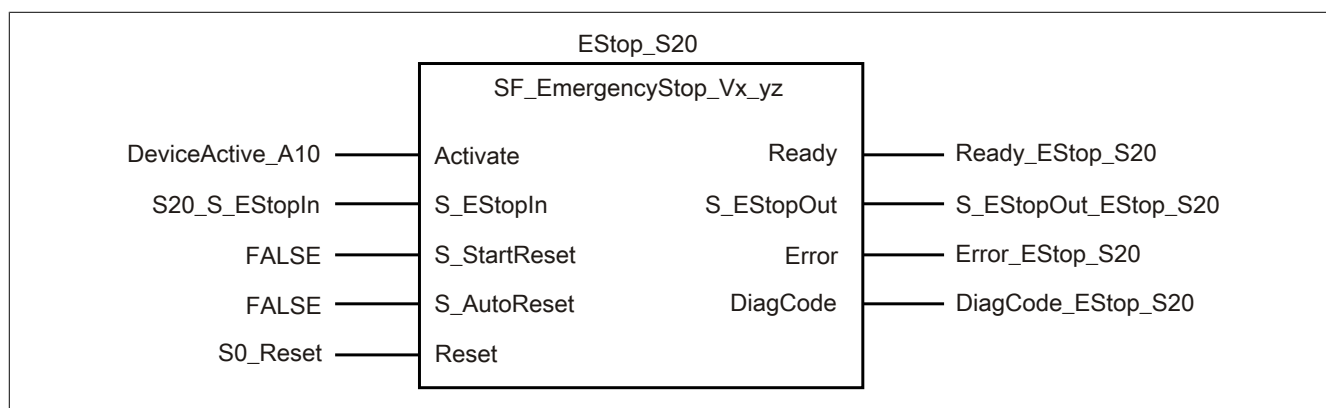 EStop_S20
SF_EmergencyStop_Vx_yz
DeviceActive_A10 Activate Ready Ready_EStop_S20
S20_S_EStopIn S_EStopIn S_EStopOut S_EStopOut_EStop_S20
FALSE S_StartReset Error Error_EStop_S20
FALSE S_AutoReset DiagCode DiagCode_EStop_S20
S0_Reset Reset